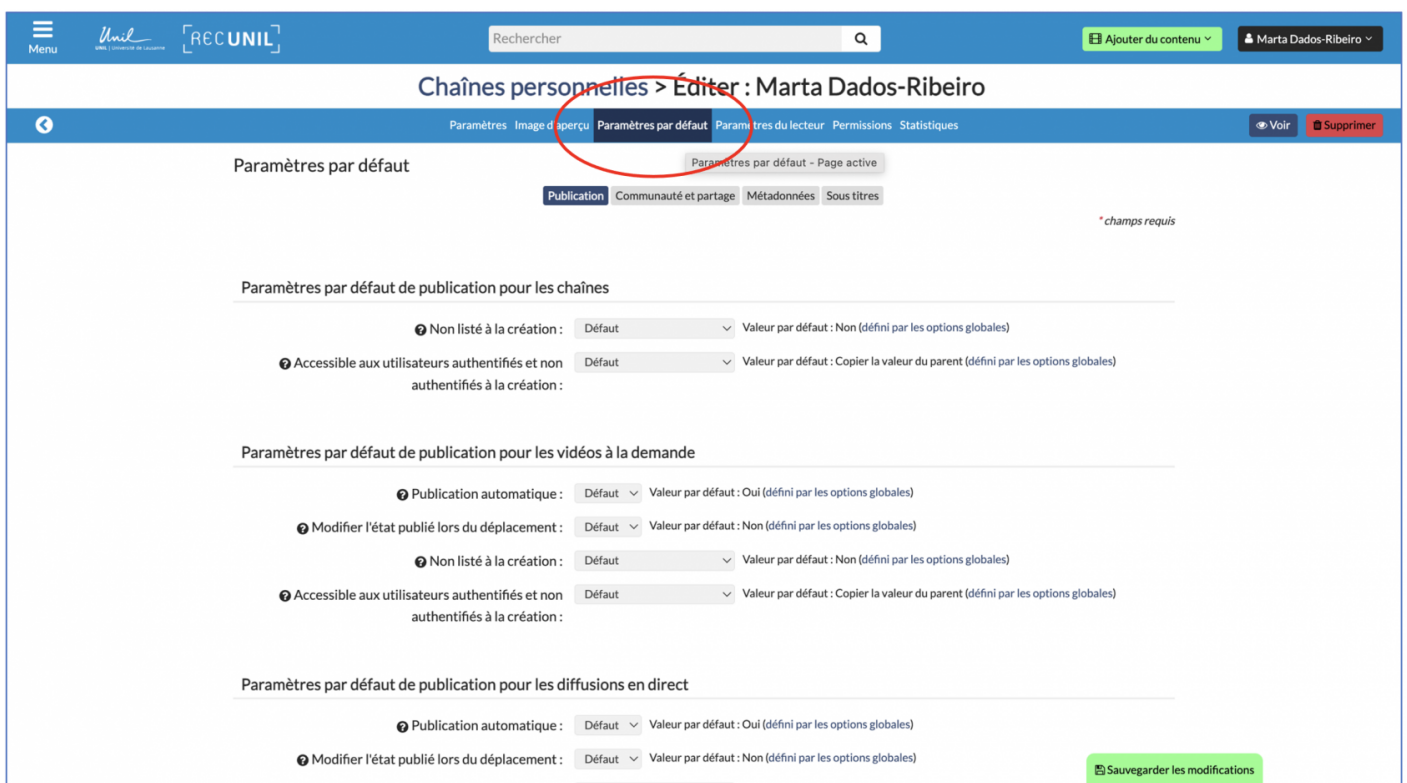 Menu
Unil
UNIL | Université de Lausanne
RECUNIL
Rechercher
Ajouter du contenu
Marta Dados-Ribeiro
Chaînes personnelles > Éditer : Marta Dados-Ribeiro
Paramètres Image d'aperçu Paramètres par défaut Paramètres du lecteur Permissions Statistiques
Voir
Supprimer
Paramètres par défaut
Paramètres par défaut - Page active
Publication Communauté et partage Métadonnées Sous titres
* champs requis
Paramètres par défaut de publication pour les chaînes
Non listé à la création : Défaut Valeur par défaut : Non (défini par les options globales)
Accessible aux utilisateurs authentifiés et non Défaut Valeur par défaut : Copier la valeur du parent (défini par les options globales)
authentifiés à la création :
Paramètres par défaut de publication pour les vidéos à la demande
Publication automatique : Défaut Valeur par défaut : Oui (défini par les options globales)
Modifier l'état publié lors du déplacement : Défaut Valeur par défaut : Non (défini par les options globales)
Non listé à la création : Défaut Valeur par défaut : Non (défini par les options globales)
Accessible aux utilisateurs authentifiés et non Défaut Valeur par défaut : Copier la valeur du parent (défini par les options globales)
authentifiés à la création :
Paramètres par défaut de publication pour les diffusions en direct
Publication automatique : Défaut Valeur par défaut : Oui (défini par les options globales)
Modifier l'état publié lors du déplacement : Défaut Valeur par défaut : Non (défini par les options globales)
Sauvegarder les modifications